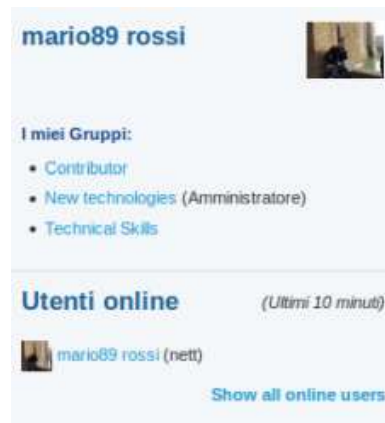 mario89 rossi
I miei Gruppi:
Contributor
New technologies (Amministratore)
Technical Skills
Utenti online (Ultimi 10 minuti)
mario89 rossi (nett)
Show all online users